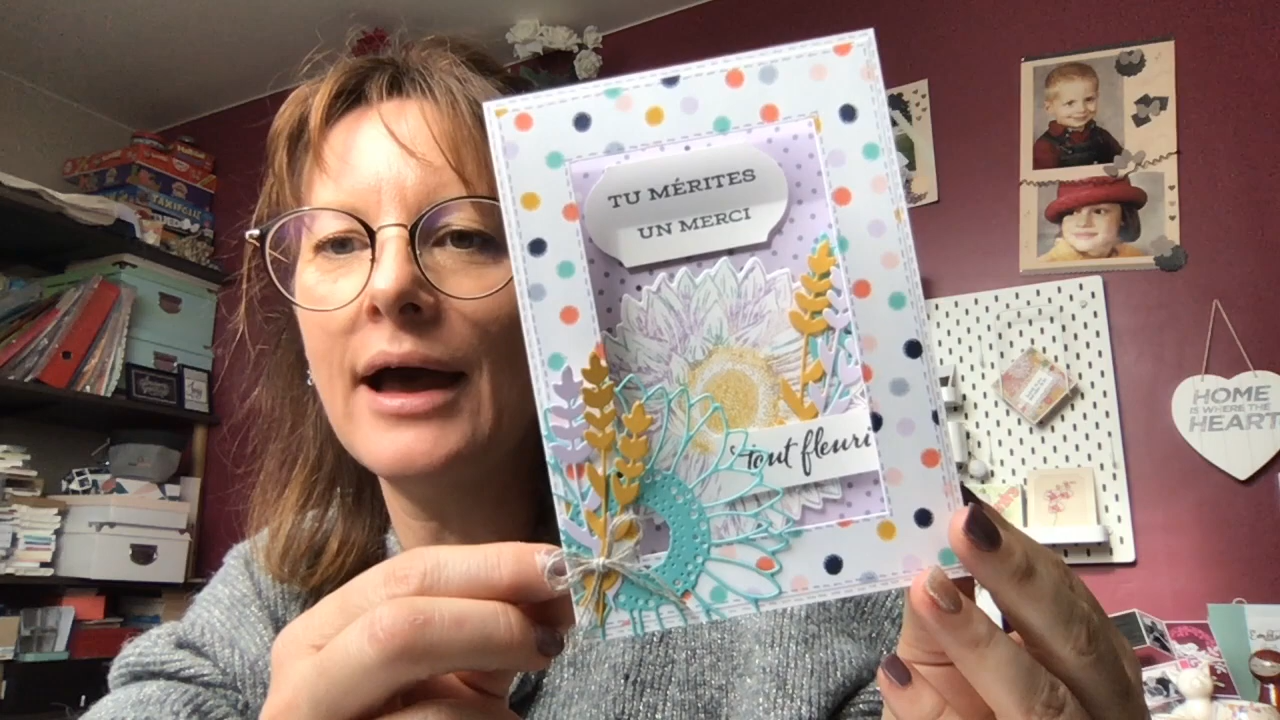 TU MÉRITES
UN MERCI
tout fleuri
HOME
IS WHERE THE
HEART